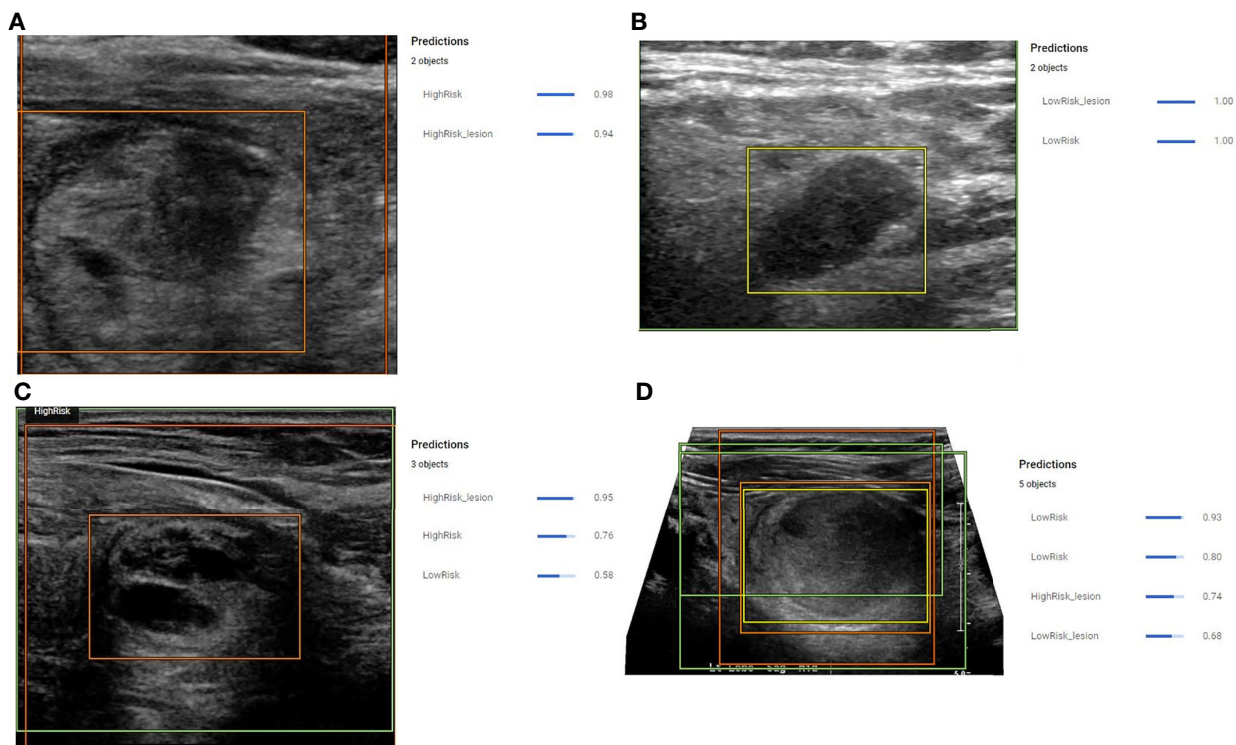 A
Predictions
2 objects
HighRisk 0.98
HighRisk_lesion 0.94
B
Predictions
2 objects
LowRisk_lesion 1.00
LowRisk 1.00
C
HighRisk
Predictions
3 objects
HighRisk_lesion 0.95
HighRisk 0.76
LowRisk 0.58
D
Predictions
5 objects
LowRisk 0.93
LowRisk 0.80
HighRisk_lesion 0.74
LowRisk_lesion 0.68
5.0